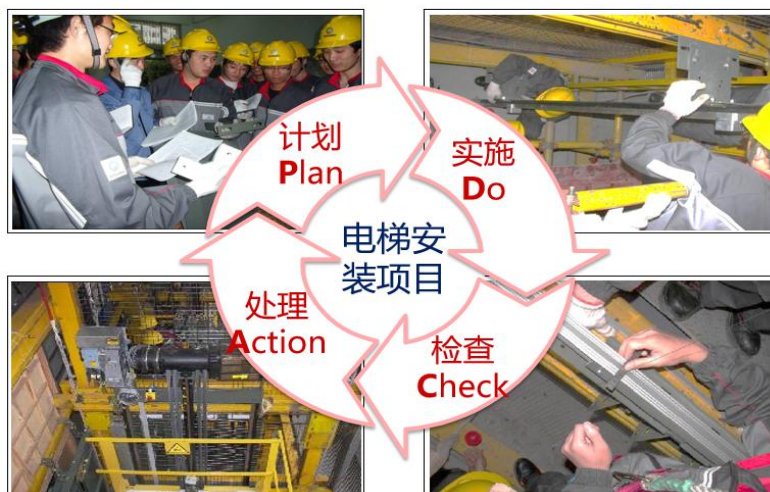 计划
Plan
实施
Do
电梯安
装项目
处理
Action
检查
Check